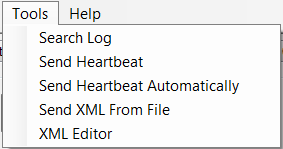 Tools Help
Search Log
Send Heartbeat
Send Heartbeat Automatically
Send XML From File
XML Editor